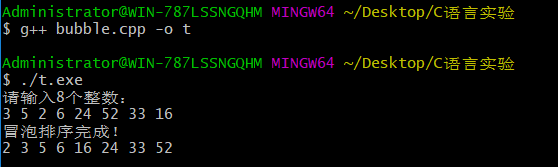 Administrator@WIN-787LSSNGQHM MINGW64 ~/Desktop/C语言实验
$ g++ bubble.cpp -o t
Administrator@WIN-787LSSNGQHM MINGW64 ~/Desktop/C语言实验
$ ./t.exe
请输入8个整数：
3 5 2 6 24 52 33 16
冒泡排序完成！
2 3 5 6 16 24 33 52